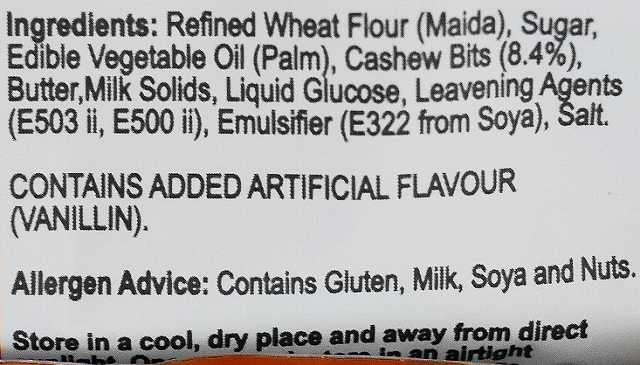 Ingredients: Refined Wheat Flour (Maida), Sugar,
Edible Vegetable Oil (Palm), Cashew Bits (8.4%),
Butter,Milk Solids, Liquid Glucose, Leavening Agents
(E503 ii, E500 ii), Emulsifier (E322 from Soya), Salt.
CONTAINS ADDED ARTIFICIAL FLAVOUR
(VANILLIN).
Allergen Advice: Contains Gluten, Milk, Soya and Nuts.
Store in a cool, dry place and away from direct
in an airtight